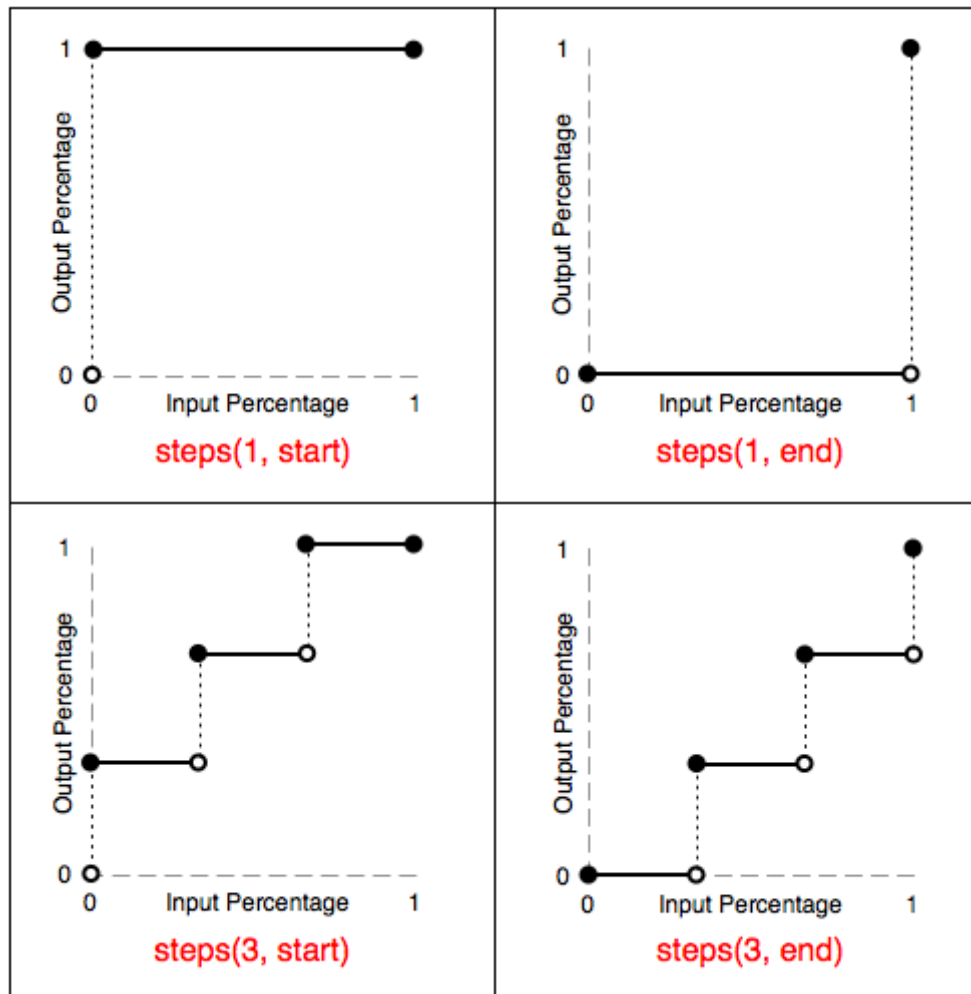 1
Output Percentage
0
0 Input Percentage 1
steps(1, start)
1
Output Percentage
0
0 Input Percentage 1
steps(1, end)
1
Output Percentage
0
0 Input Percentage 1
steps(3, start)
1
Output Percentage
0
0 Input Percentage 1
steps(3, end)